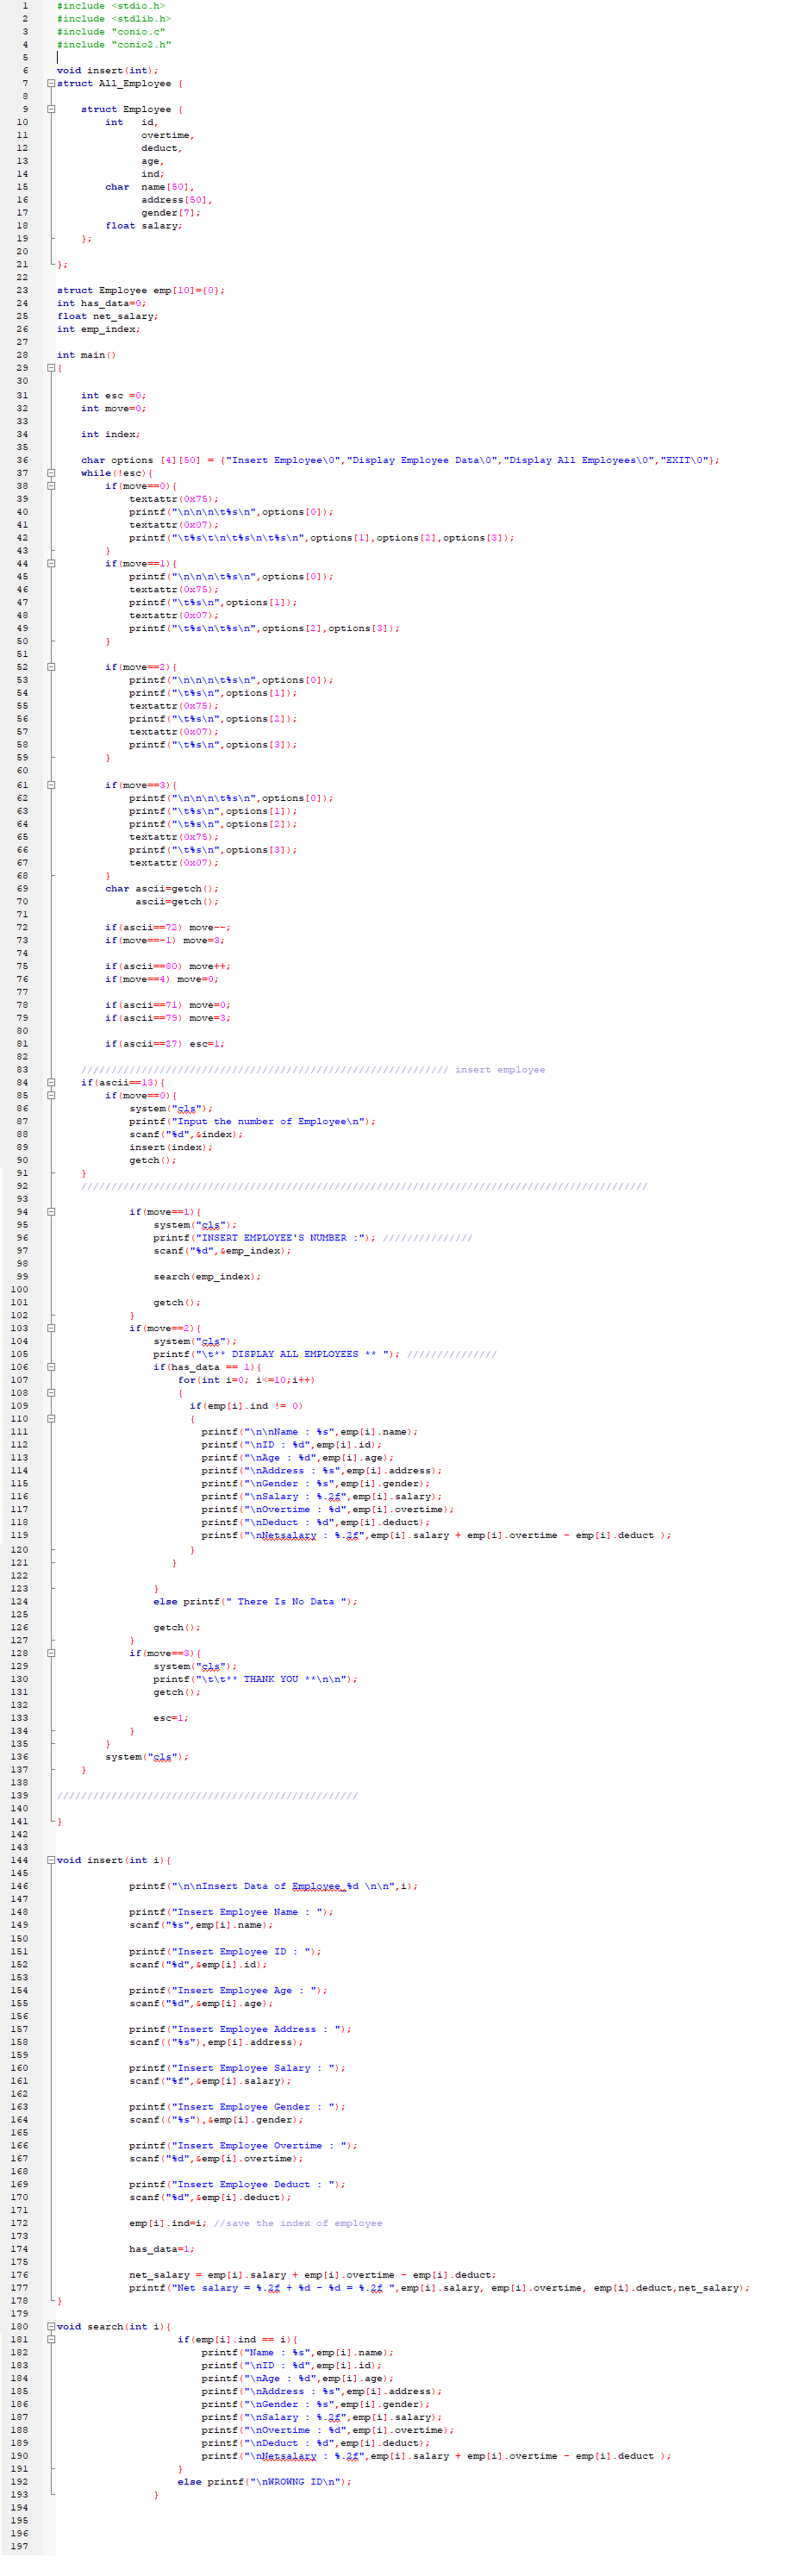 1 #include <stdio.h>
2 #include <stdlib.h>
3 #include "conio.c"
4 #include "conio2.h"
5
6 void insert(int);
7 struct All_Employee {
8
9 struct Employee {
10 int id,
11 overtime,
12 deduct,
13 age,
14 ind;
15 char name[50],
16 address[50],
17 gender[7];
18 float salary;
19 };
20
21 };
22
23 struct Employee emp[10]={0};
24 int has_data=0;
25 float net_salary;
26 int emp_index;
27
28 int main()
29 {
30
31 int esc =0;
32 int move=0;
33
34 int index;
35
36 char options [4][50] = {"Insert Employee\0","Display Employee Data\0","Display All Employees\0","EXIT\0"};
37 while(!esc){
38 if(move==0){
39 textattr(0x75);
40 printf("\n\n\n\t%s\n",options[0]);
41 textattr(0x07);
42 printf("\t%s\t\n\t%s\n\t%s\n",options[1],options[2],options[3]);
43 }
44 if(move==1){
45 printf("\n\n\n\t%s\n",options[0]);
46 textattr(0x75);
47 printf("\t%s\n",options[1]);
48 textattr(0x07);
49 printf("\t%s\n\t%s\n",options[2],options[3]);
50 }
51
52 if(move==2){
53 printf("\n\n\n\t%s\n",options[0]);
54 printf("\t%s\n",options[1]);
55 textattr(0x75);
56 printf("\t%s\n",options[2]);
57 textattr(0x07);
58 printf("\t%s\n",options[3]);
59 }
60
61 if(move==3){
62 printf("\n\n\n\t%s\n",options[0]);
63 printf("\t%s\n",options[1]);
64 printf("\t%s\n",options[2]);
65 textattr(0x75);
66 printf("\t%s\n",options[3]);
67 textattr(0x07);
68 }
69 char ascii=getch();
70 ascii=getch();
71
72 if(ascii==72) move--;
73 if(move==-1) move=3;
74
75 if(ascii==80) move++;
76 if(move==4) move=0;
77
78 if(ascii==71) move=0;
79 if(ascii==79) move=3;
80
81 if(ascii==27) esc=1;
82
83 ///////////////////////////////////////////////////////////// insert employee
84 if(ascii==13){
85 if(move==0){
86 system("cls");
87 printf("Input the number of Employee\n");
88 scanf("%d",&index);
89 insert(index);
90 getch();
91 }
92 //////////////////////////////////////////////////////////////////////////////////////////////
93
94 if(move==1){
95 system("cls");
96 printf("INSERT EMPLOYEE'S NUMBER :"); ///////////////
97 scanf("%d",&emp_index);
98
99 search(emp_index);
100
101 getch();
102 }
103 if(move==2){
104 system("cls");
105 printf("\t** DISPLAY ALL EMPLOYEES ** "); ///////////////
106 if(has_data == 1){
107 for(int i=0; i<=10;i++)
108 {
109 if(emp[i].ind != 0)
110 {
111 printf("\n\nName : %s",emp[i].name);
112 printf("\nID : %d",emp[i].id);
113 printf("\nAge : %d",emp[i].age);
114 printf("\nAddress : %s",emp[i].address);
115 printf("\nGender : %s",emp[i].gender);
116 printf("\nSalary : %.2f",emp[i].salary);
117 printf("\nOvertime : %d",emp[i].overtime);
118 printf("\nDeduct : %d",emp[i].deduct);
119 printf("\nNetsalary : %.2f",emp[i].salary + emp[i].overtime - emp[i].deduct );
120 }
121 }
122
123 }
124 else printf(" There Is No Data ");
125
126 getch();
127 }
128 if(move==3){
129 system("cls");
130 printf("\t\t** THANK YOU **\n\n");
131 getch();
132
133 esc=1;
134 }
135 }
136 system("cls");
137 }
138
139 //////////////////////////////////////////////////
140
141 }
142
143
144 void insert(int i){
145
146 printf("\n\nInsert Data of Employee %d \n\n",i);
147
148 printf("Insert Employee Name : ");
149 scanf("%s",emp[i].name);
150
151 printf("Insert Employee ID : ");
152 scanf("%d",&emp[i].id);
153
154 printf("Insert Employee Age : ");
155 scanf("%d",&emp[i].age);
156
157 printf("Insert Employee Address : ");
158 scanf(("%s"),emp[i].address);
159
160 printf("Insert Employee Salary : ");
161 scanf("%f",&emp[i].salary);
162
163 printf("Insert Employee Gender : ");
164 scanf(("%s"),&emp[i].gender);
165
166 printf("Insert Employee Overtime : ");
167 scanf("%d",&emp[i].overtime);
168
169 printf("Insert Employee Deduct : ");
170 scanf("%d",&emp[i].deduct);
171
172 emp[i].ind=i; //save the index of employee
173
174 has_data=1;
175
176 net_salary = emp[i].salary + emp[i].overtime - emp[i].deduct;
177 printf("Net salary = %.2f + %d - %d = %.2f ",emp[i].salary, emp[i].overtime, emp[i].deduct,net_salary);
178 }
179
180 void search(int i){
181 if(emp[i].ind == i){
182 printf("Name : %s",emp[i].name);
183 printf("\nID : %d",emp[i].id);
184 printf("\nAge : %d",emp[i].age);
185 printf("\nAddress : %s",emp[i].address);
186 printf("\nGender : %s",emp[i].gender);
187 printf("\nSalary : %.2f",emp[i].salary);
188 printf("\nOvertime : %d",emp[i].overtime);
189 printf("\nDeduct : %d",emp[i].deduct);
190 printf("\nNetsalary : %.2f",emp[i].salary + emp[i].overtime - emp[i].deduct );
191 }
192 else printf("\nWROWNG ID\n");
193 }
194
195
196
197